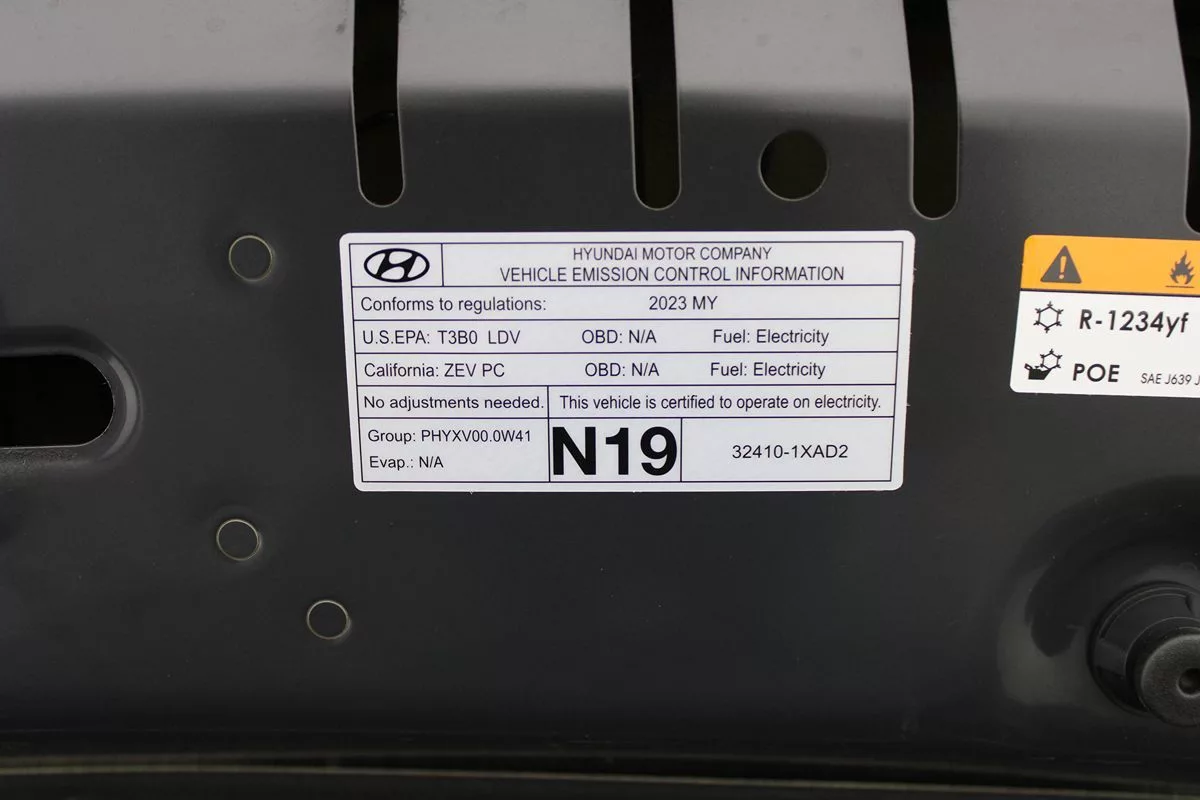 HYUNDAI MOTOR COMPANY
VEHICLE EMISSION CONTROL INFORMATION
Conforms to regulations: 2023 MY
U.S.EPA: T3B0 LDV OBD: N/A Fuel: Electricity
California: ZEV PC OBD: N/A Fuel: Electricity
No adjustments needed. This vehicle is certified to operate on electricity.
Group: PHYXV00.0W41
Evap.: N/A
N19
32410-1XAD2
R-1234yf
POE SAE J639 J